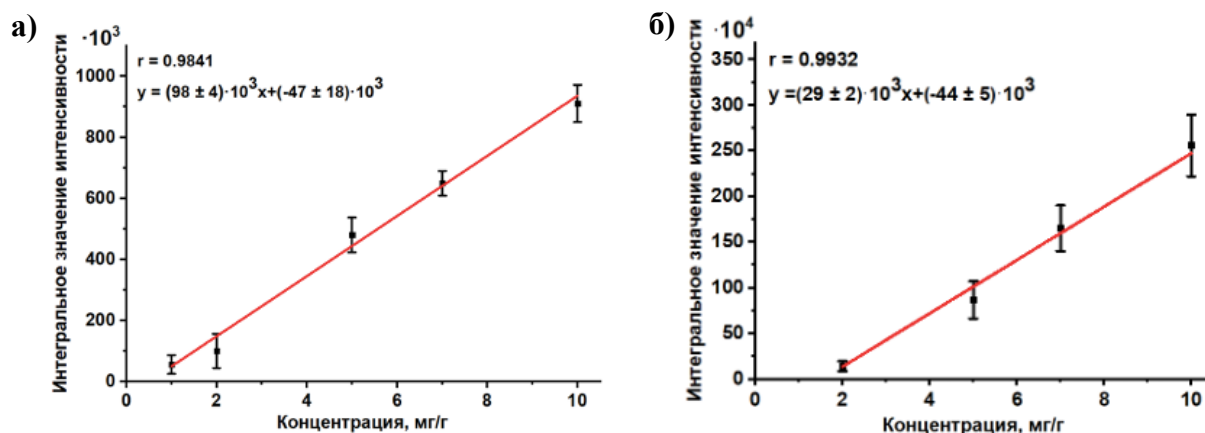 а)
·10³
r = 0.9841
y = (98 ± 4)·10³x+(-47 ± 18)·10³
Интегральное значение интенсивности
1000
800
600
400
200
0
0 2 4 6 8 10
Концентрация, мг/г
б)
·10⁴
r = 0.9932
y =(29 ± 2)·10³x+(-44 ± 5)·10³
Интегральное значение интенсивности
350
300
250
200
150
100
50
0
0 2 4 6 8 10
Концентрация, мг/г